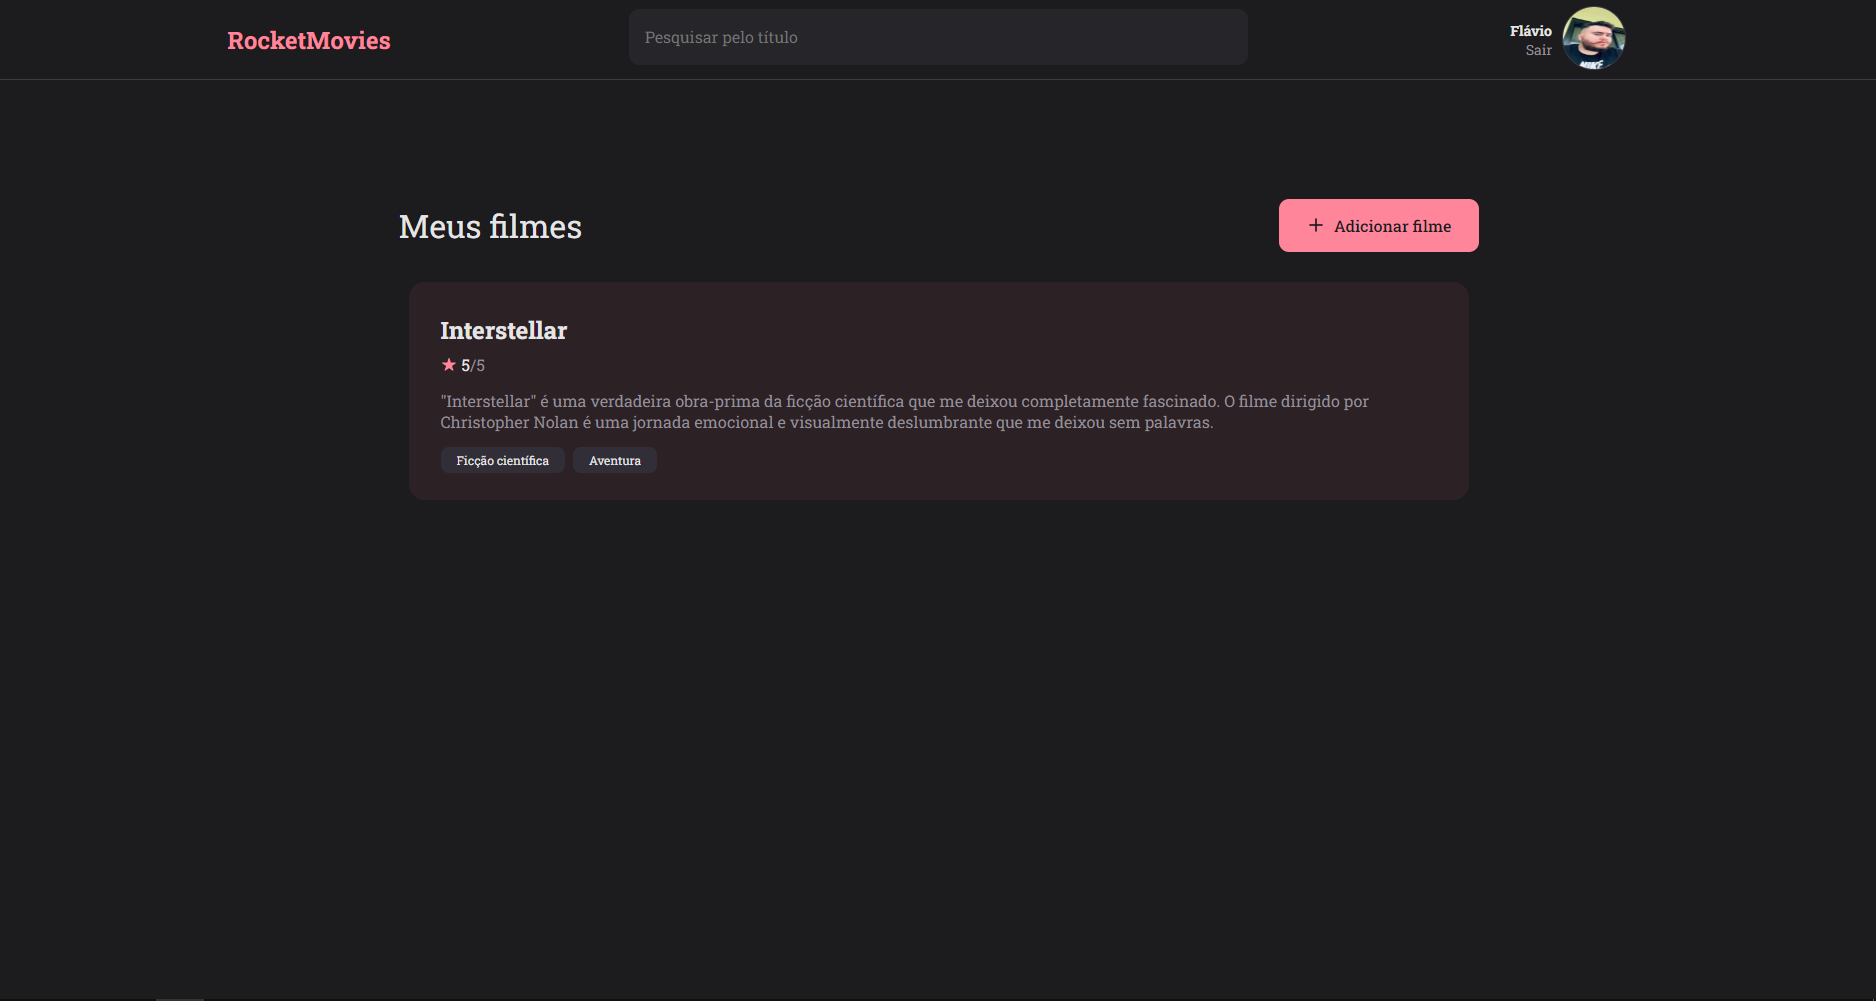 RocketMovies
Pesquisar pelo título
Flávio
Sair
NIKE
Meus filmes
Adicionar filme
Interstellar
5/5
"Interstellar" é uma verdadeira obra-prima da ficção científica que me deixou completamente fascinado. O filme dirigido por
Christopher Nolan é uma jornada emocional e visualmente deslumbrante que me deixou sem palavras.
Ficção científica
Aventura